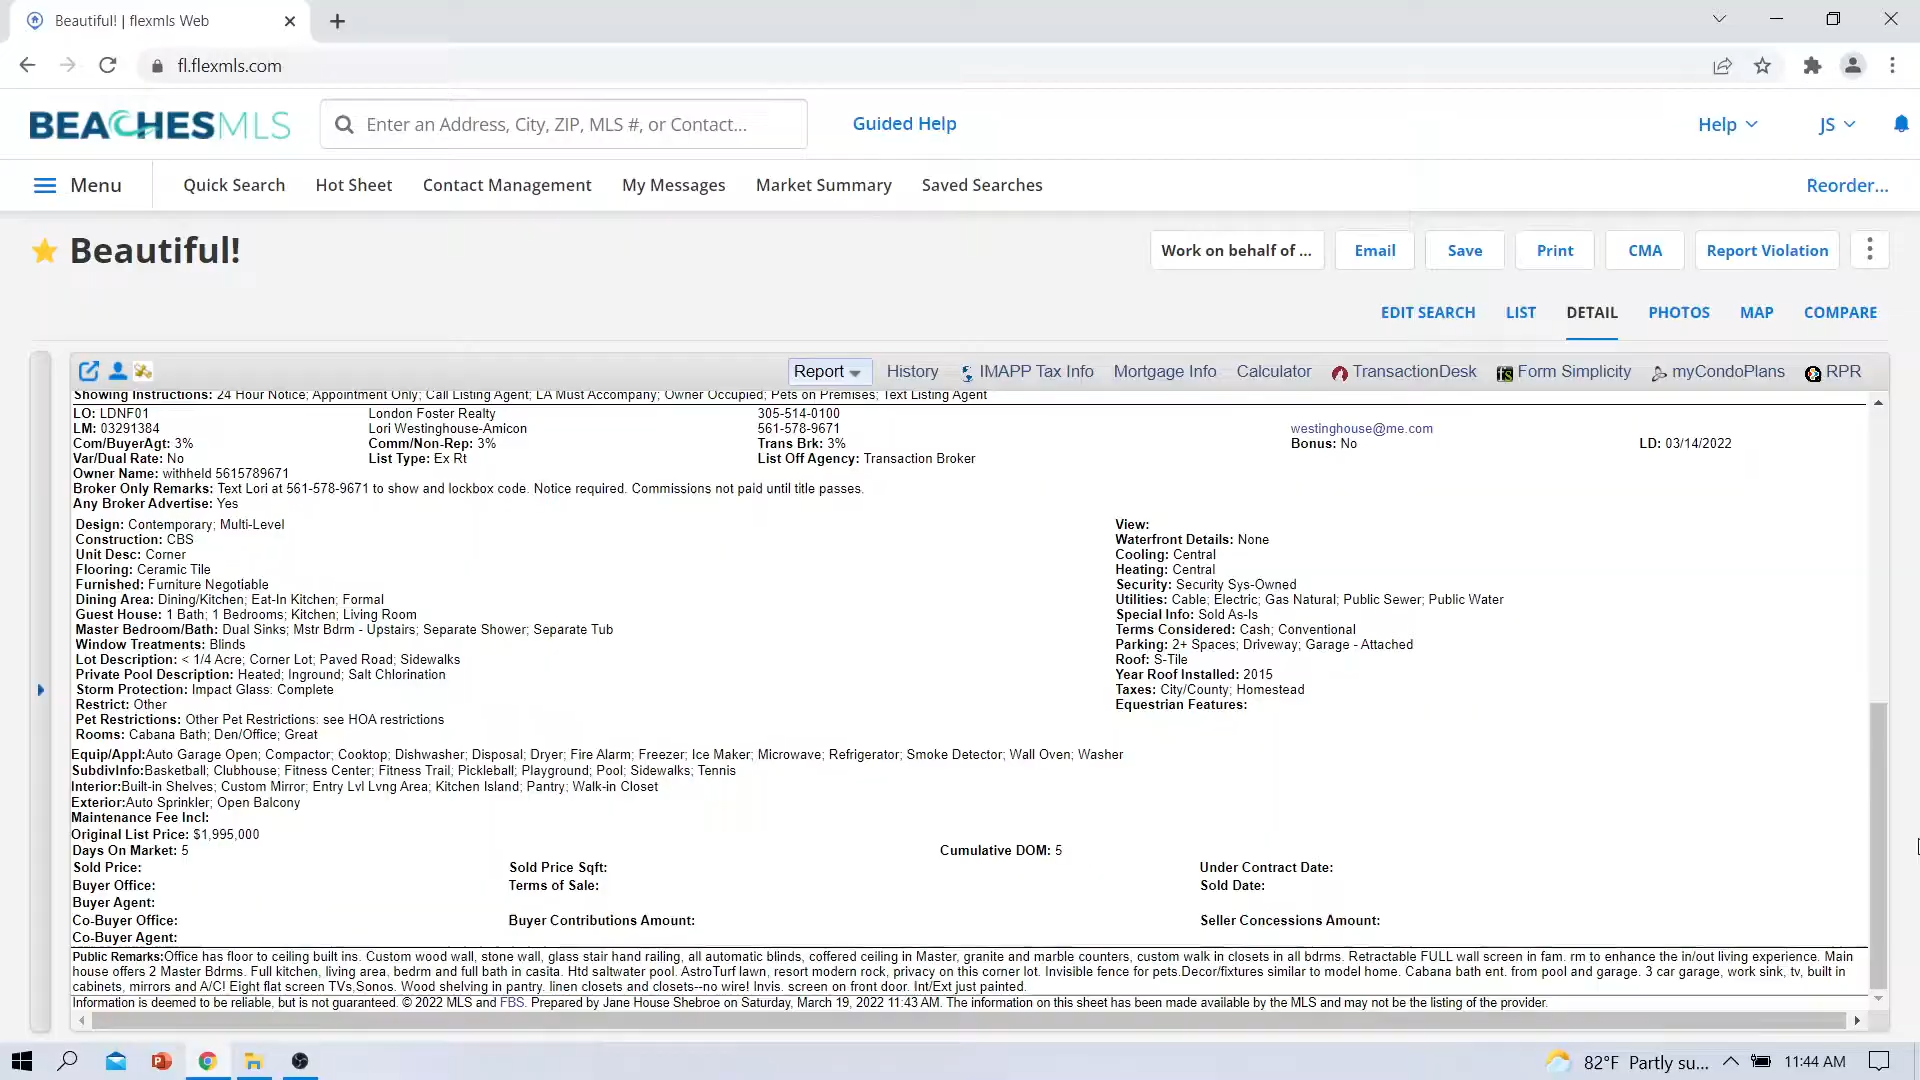 Beautiful! | flexmls Web
fl.flexmls.com
BEACHESMLS
Enter an Address, City, ZIP, MLS #, or Contact...
Guided Help
Help
JS
Menu
Quick Search
Hot Sheet
Contact Management
My Messages
Market Summary
Saved Searches
Reorder...
Beautiful!
Work on behalf of ...
Email
Save
Print
CMA
Report Violation
EDIT SEARCH
LIST
DETAIL
PHOTOS
MAP
COMPARE
Report
History
IMAPP Tax Info
Mortgage Info
Calculator
TransactionDesk
Form Simplicity
myCondoPlans
RPR
Showing Instructions: 24 Hour Notice; Appointment Only; Call Listing Agent; LA Must Accompany; Owner Occupied; Pets on Premises; Text Listing Agent
LO: LDNF01 London Foster Realty 305-514-0100
LM: 03291384 Lori Westinghouse-Amicon 561-578-9671 westinghouse@me.com
Com/BuyerAgt: 3% Comm/Non-Rep: 3% Trans Brk: 3% Bonus: No LD: 03/14/2022
Var/Dual Rate: No List Type: Ex Rt List Off Agency: Transaction Broker
Owner Name: withheld 5615789671
Broker Only Remarks: Text Lori at 561-578-9671 to show and lockbox code. Notice required. Commissions not paid until title passes.
Any Broker Advertise: Yes
Design: Contemporary; Multi-Level
Construction: CBS
Unit Desc: Corner
Flooring: Ceramic Tile
Furnished: Furniture Negotiable
Dining Area: Dining/Kitchen; Eat-In Kitchen; Formal
Guest House: 1 Bath; 1 Bedrooms; Kitchen; Living Room
Master Bedroom/Bath: Dual Sinks; Mstr Bdrm - Upstairs; Separate Shower; Separate Tub
Window Treatments: Blinds
Lot Description: < 1/4 Acre; Corner Lot; Paved Road; Sidewalks
Private Pool Description: Heated; Inground; Salt Chlorination
Storm Protection: Impact Glass: Complete
Restrict: Other
Pet Restrictions: Other Pet Restrictions: see HOA restrictions
Rooms: Cabana Bath; Den/Office; Great
View:
Waterfront Details: None
Cooling: Central
Heating: Central
Security: Security Sys-Owned
Utilities: Cable; Electric; Gas Natural; Public Sewer; Public Water
Special Info: Sold As-Is
Terms Considered: Cash; Conventional
Parking: 2+ Spaces; Driveway; Garage - Attached
Roof: S-Tile
Year Roof Installed: 2015
Taxes: City/County; Homestead
Equestrian Features:
Equip/Appl:Auto Garage Open; Compactor; Cooktop; Dishwasher; Disposal; Dryer; Fire Alarm; Freezer; Ice Maker; Microwave; Refrigerator; Smoke Detector; Wall Oven; Washer
SubdivInfo:Basketball; Clubhouse; Fitness Center; Fitness Trail; Pickleball; Playground; Pool; Sidewalks; Tennis
Interior:Built-in Shelves; Custom Mirror; Entry Lvl Lvng Area; Kitchen Island; Pantry; Walk-in Closet
Exterior:Auto Sprinkler; Open Balcony
Maintenance Fee Incl:
Original List Price: $1,995,000
Days On Market: 5 Cumulative DOM: 5
Sold Price: Sold Price Sqft: Under Contract Date:
Buyer Office: Terms of Sale: Sold Date:
Buyer Agent:
Co-Buyer Office: Buyer Contributions Amount: Seller Concessions Amount:
Co-Buyer Agent:
Public Remarks:Office has floor to ceiling built ins. Custom wood wall, stone wall, glass stair hand railing, all automatic blinds, coffered ceiling in Master, granite and marble counters, custom walk in closets in all bdrms. Retractable FULL wall screen in fam. rm to enhance the in/out living experience. Main
house offers 2 Master Bdrms. Full kitchen, living area, bedrm and full bath in casita. Htd saltwater pool. AstroTurf lawn, resort modern rock, privacy on this corner lot. Invisible fence for pets.Decor/fixtures similar to model home. Cabana bath ent. from pool and garage. 3 car garage, work sink, tv, built in
cabinets, mirrors and A/C! Eight flat screen TVs,Sonos. Wood shelving in pantry. linen closets and closets--no wire! Invis. screen on front door. Int/Ext just painted.
Information is deemed to be reliable, but is not guaranteed. © 2022 MLS and FBS. Prepared by Jane House Shebroe on Saturday, March 19, 2022 11:43 AM. The information on this sheet has been made available by the MLS and may not be the listing of the provider.
82°F Partly su...
11:44 AM